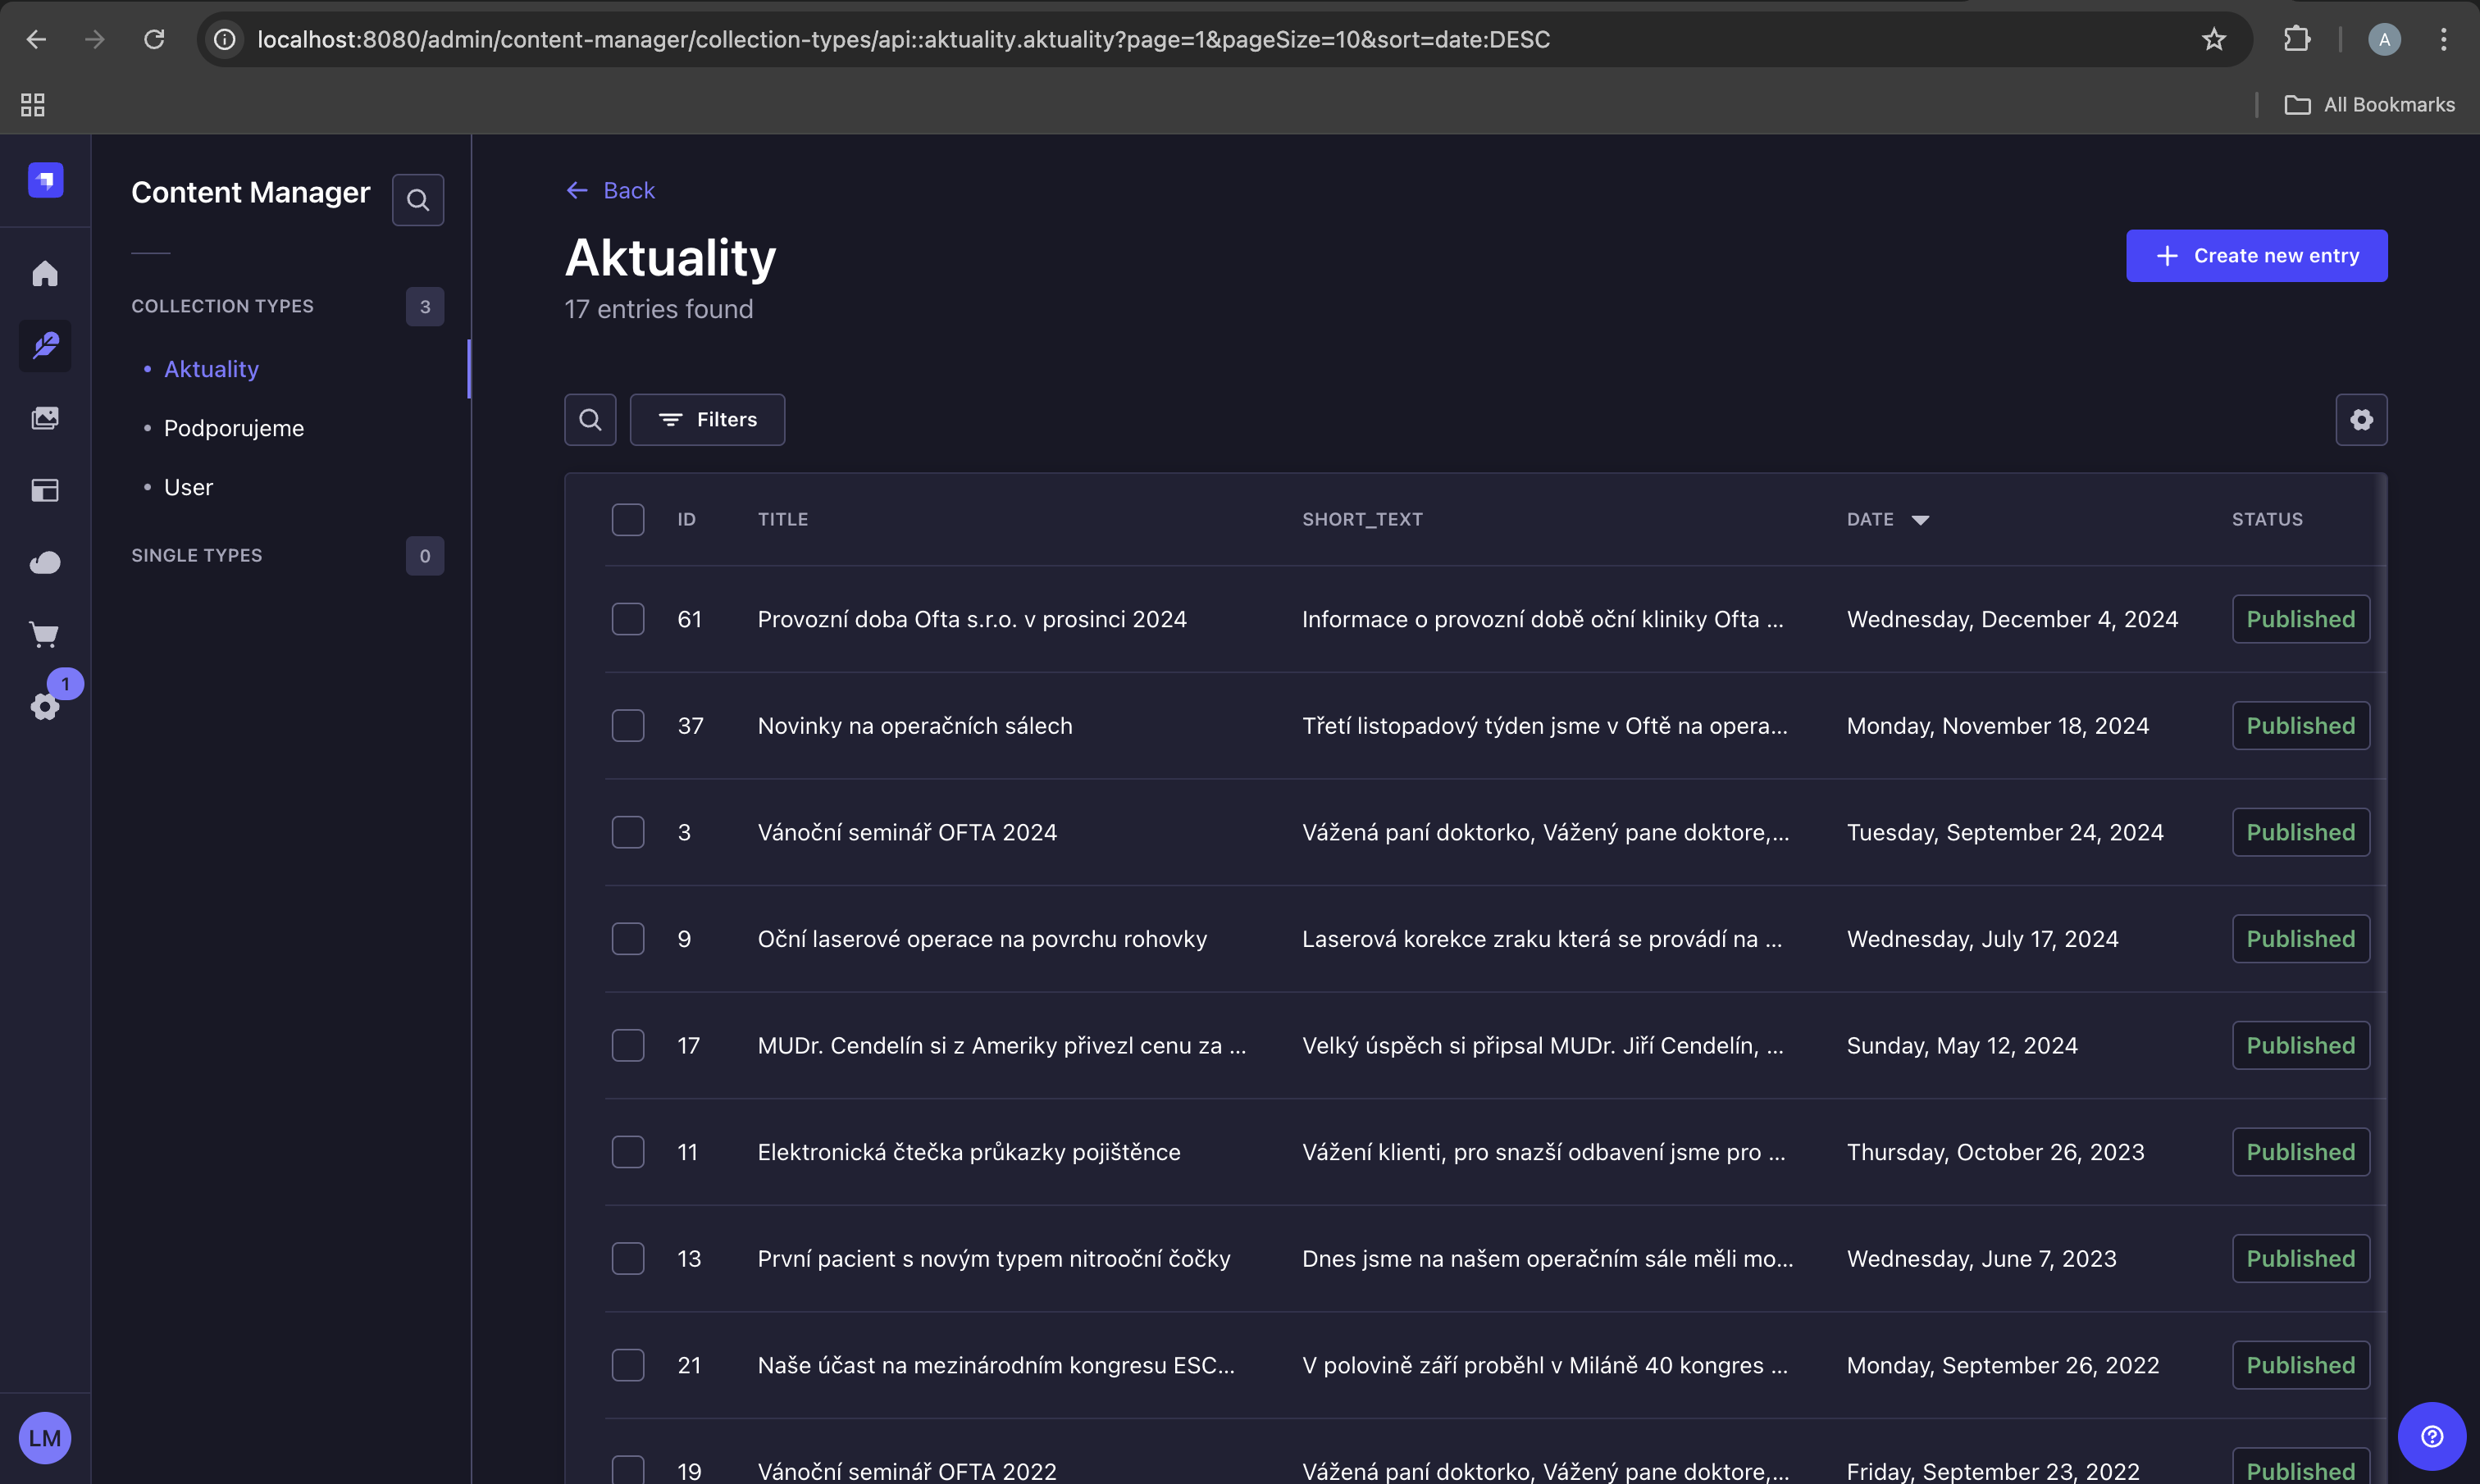 localhost:8080/admin/content-manager/collection-types/api::aktuality.aktuality?page=1&pageSize=10&sort=date:DESC
A
All Bookmarks
Content Manager
COLLECTION TYPES 3
Aktuality
Podporujeme
User
SINGLE TYPES 0
1
LM
Back
Aktuality
17 entries found
Create new entry
Filters
ID TITLE SHORT_TEXT DATE STATUS
61 Provozní doba Ofta s.r.o. v prosinci 2024 Informace o provozní době oční kliniky Ofta ... Wednesday, December 4, 2024 Published
37 Novinky na operačních sálech Třetí listopadový týden jsme v Oftě na opera... Monday, November 18, 2024 Published
3 Vánoční seminář OFTA 2024 Vážená paní doktorko, Vážený pane doktore,... Tuesday, September 24, 2024 Published
9 Oční laserové operace na povrchu rohovky Laserová korekce zraku která se provádí na ... Wednesday, July 17, 2024 Published
17 MUDr. Cendelín si z Ameriky přivezl cenu za ... Velký úspěch si připsal MUDr. Jiří Cendelín, ... Sunday, May 12, 2024 Published
11 Elektronická čtečka průkazky pojištěnce Vážení klienti, pro snazší odbavení jsme pro ... Thursday, October 26, 2023 Published
13 První pacient s novým typem nitrooční čočky Dnes jsme na našem operačním sále měli mo... Wednesday, June 7, 2023 Published
21 Naše účast na mezinárodním kongresu ESC... V polovině září proběhl v Miláně 40 kongres ... Monday, September 26, 2022 Published
19 Vánoční seminář OFTA 2022 Vážená paní doktorko, Vážený pane doktore,... Friday, September 23, 2022 Published